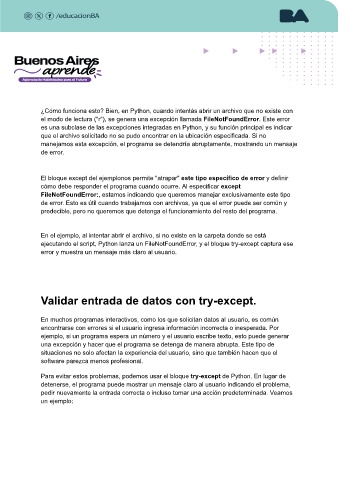 /educacionBA
BA
Buenos Aires
aprende
Aprendiendo Habilidades para el Futuro
¿Cómo funciona esto? Bien, en Python, cuando intentás abrir un archivo que no existe con
el modo de lectura ("r"), se genera una excepción llamada FileNotFoundError. Este error
es una subclase de las excepciones integradas en Python, y su función principal es indicar
que el archivo solicitado no se pudo encontrar en la ubicación especificada. Si no
manejamos esta excepción, el programa se detendría abruptamente, mostrando un mensaje
de error.
El bloque except del ejemplonos permite "atrapar" este tipo específico de error y definir
cómo debe responder el programa cuando ocurre. Al especificar except
FileNotFoundError:, estamos indicando que queremos manejar exclusivamente este tipo
de error. Esto es útil cuando trabajamos con archivos, ya que el error puede ser común y
predecible, pero no queremos que detenga el funcionamiento del resto del programa.
En el ejemplo, al intentar abrir el archivo, si no existe en la carpeta donde se está
ejecutando el script, Python lanza un FileNotFoundError, y el bloque try-except captura ese
error y muestra un mensaje más claro al usuario.
Validar entrada de datos con try-except.
En muchos programas interactivos, como los que solicitan datos al usuario, es común
encontrarse con errores si el usuario ingresa información incorrecta o inesperada. Por
ejemplo, si un programa espera un número y el usuario escribe texto, esto puede generar
una excepción y hacer que el programa se detenga de manera abrupta. Este tipo de
situaciones no solo afectan la experiencia del usuario, sino que también hacen que el
software parezca menos profesional.
Para evitar estos problemas, podemos usar el bloque try-except de Python. En lugar de
detenerse, el programa puede mostrar un mensaje claro al usuario indicando el problema,
pedir nuevamente la entrada correcta o incluso tomar una acción predeterminada. Veamos
un ejemplo: